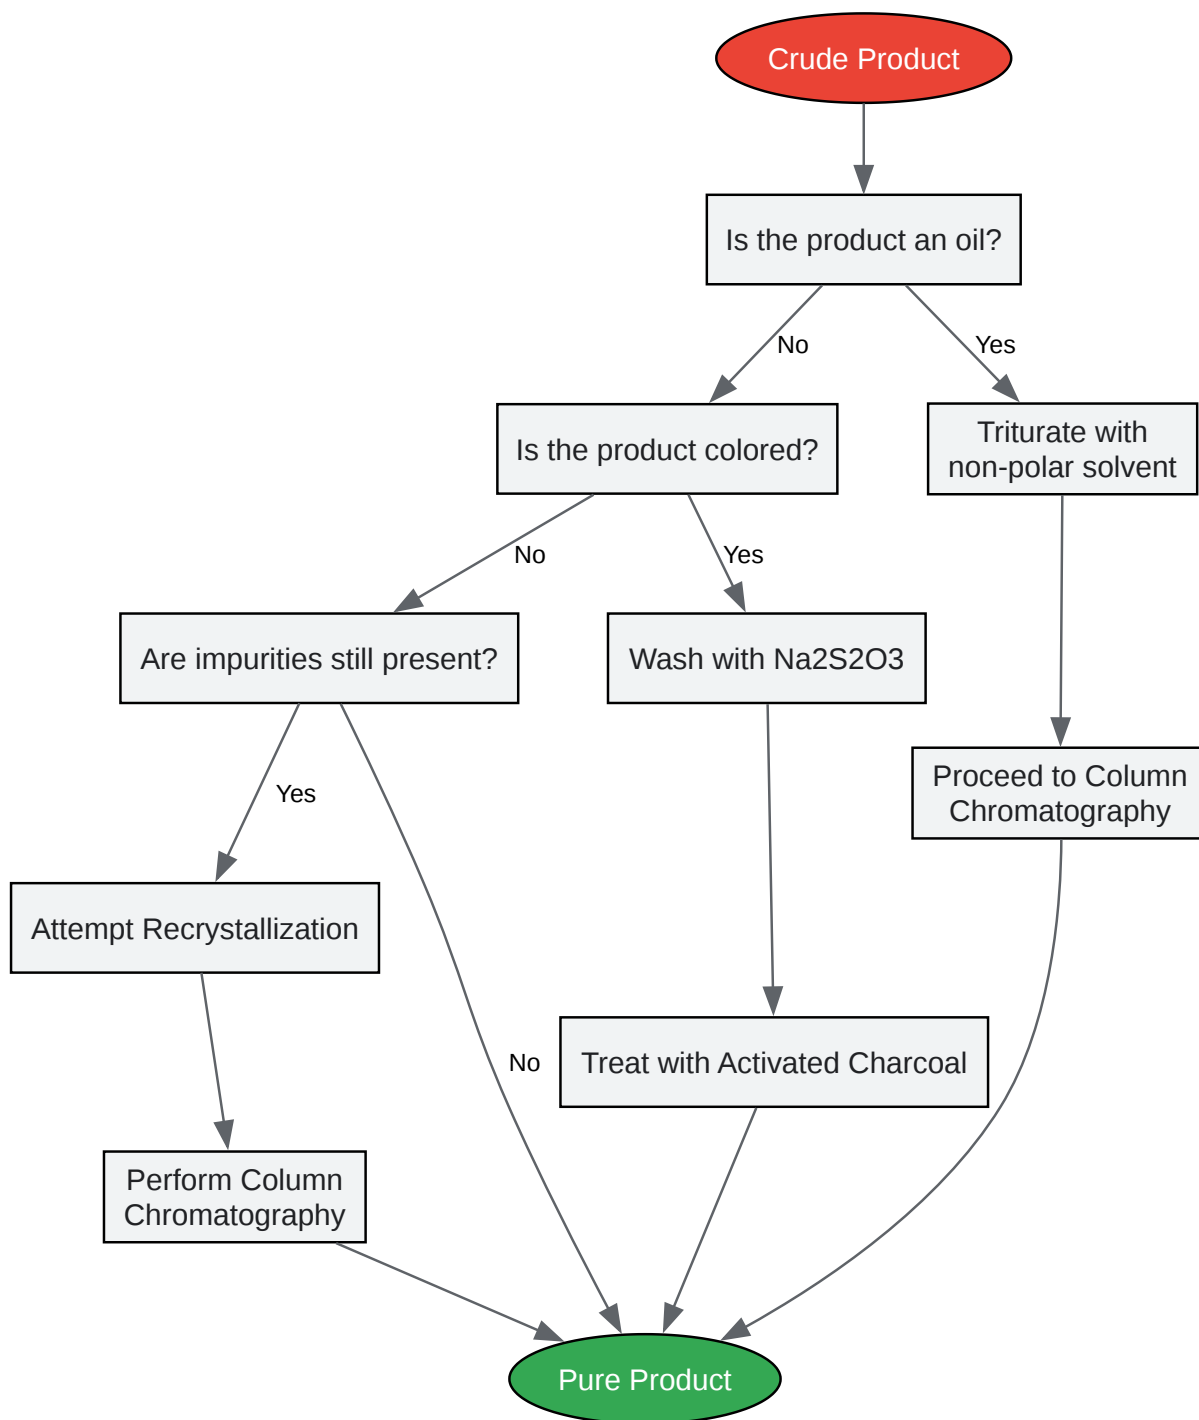 Crude Product
Is the product an oil?
No
Yes
Is the product colored?
Triturate with
non-polar solvent
No
Yes
Are impurities still present?
Wash with Na2S2O3
Proceed to Column
Chromatography
Yes
Attempt Recrystallization
No
Treat with Activated Charcoal
Perform Column
Chromatography
Pure Product